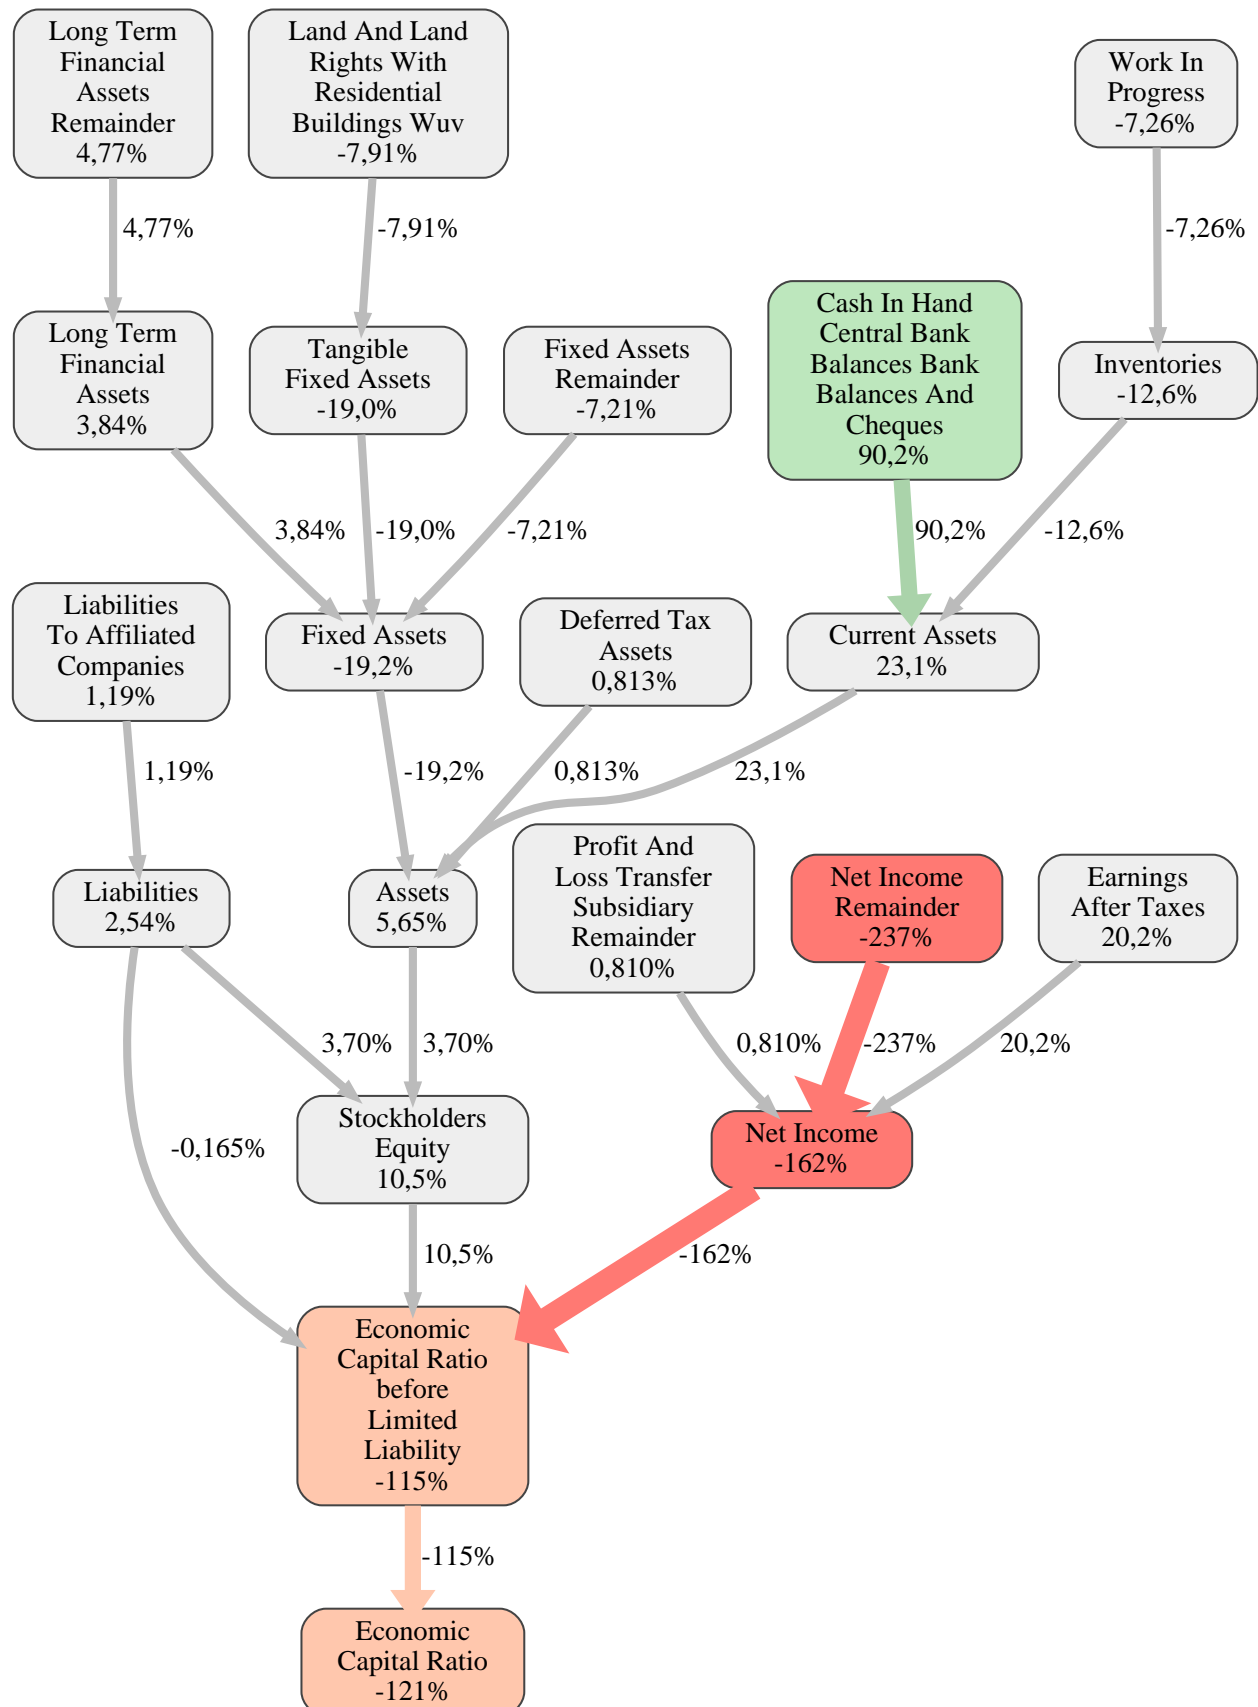 Long Term
Financial
Assets
Remainder
4,77%
Land And Land
Rights With
Residential
Buildings Wuv
-7,91%
Work In
Progress
-7,26%
4,77%
-7,91%
-7,26%
Long Term
Financial
Assets
3,84%
Tangible
Fixed Assets
-19,0%
Fixed Assets
Remainder
-7,21%
Cash In Hand
Central Bank
Balances Bank
Balances And
Cheques
90,2%
Inventories
-12,6%
3,84%
-19,0%
-7,21%
90,2%
-12,6%
Liabilities
To Affiliated
Companies
1,19%
Fixed Assets
-19,2%
Deferred Tax
Assets
0,813%
Current Assets
23,1%
1,19%
-19,2%
0,813%
23,1%
Liabilities
2,54%
Assets
5,65%
Profit And
Loss Transfer
Subsidiary
Remainder
0,810%
Net Income
Remainder
-237%
Earnings
After Taxes
20,2%
3,70%
3,70%
0,810%
-237%
20,2%
-0,165%
Stockholders
Equity
10,5%
Net Income
-162%
10,5%
-162%
Economic
Capital Ratio
before
Limited
Liability
-115%
-115%
Economic
Capital Ratio
-121%